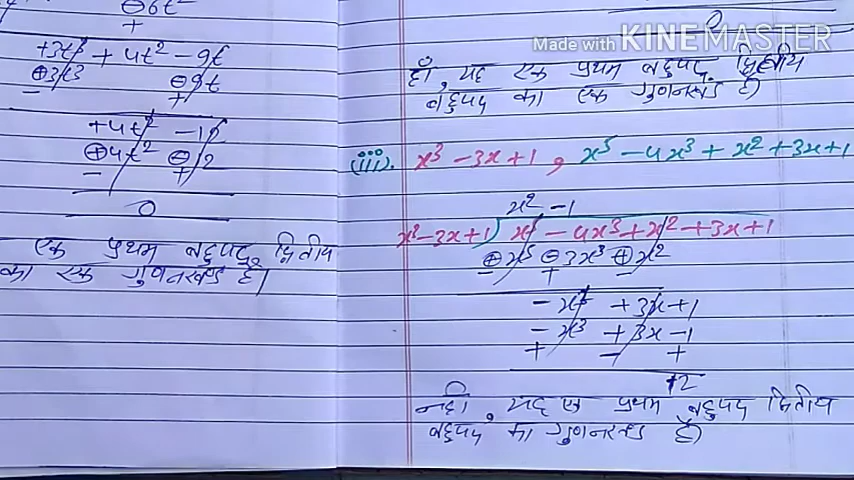 ⊖6t²
+
+3t³ + 4t² - 9t
⊕3t³ ⊖9t
- +
+4t² - 12
⊕4t² ⊖12
- +
0
एक प्रथम बहुपद, द्वितीय
का एक गुणनखंड है।
Made with KINEMASTER
0
हाँ, यह एक प्रथम बहुपद, द्वितीय
बहुपद का एक गुणनखंड है)
(iii). x³ - 3x + 1, x⁵ - 4x³ + x² + 3x + 1
x² - 1
x³ - 3x + 1) x⁵ - 4x³ + x² + 3x + 1
⊕x⁵ ⊖3x³ ⊕x²
- + -
- x³ + 3x + 1
- x³ + 3x - 1
+ - +
+2
नही, यह एक प्रथम बहुपद द्वितीय
बहुपद का गुणनखंड है)